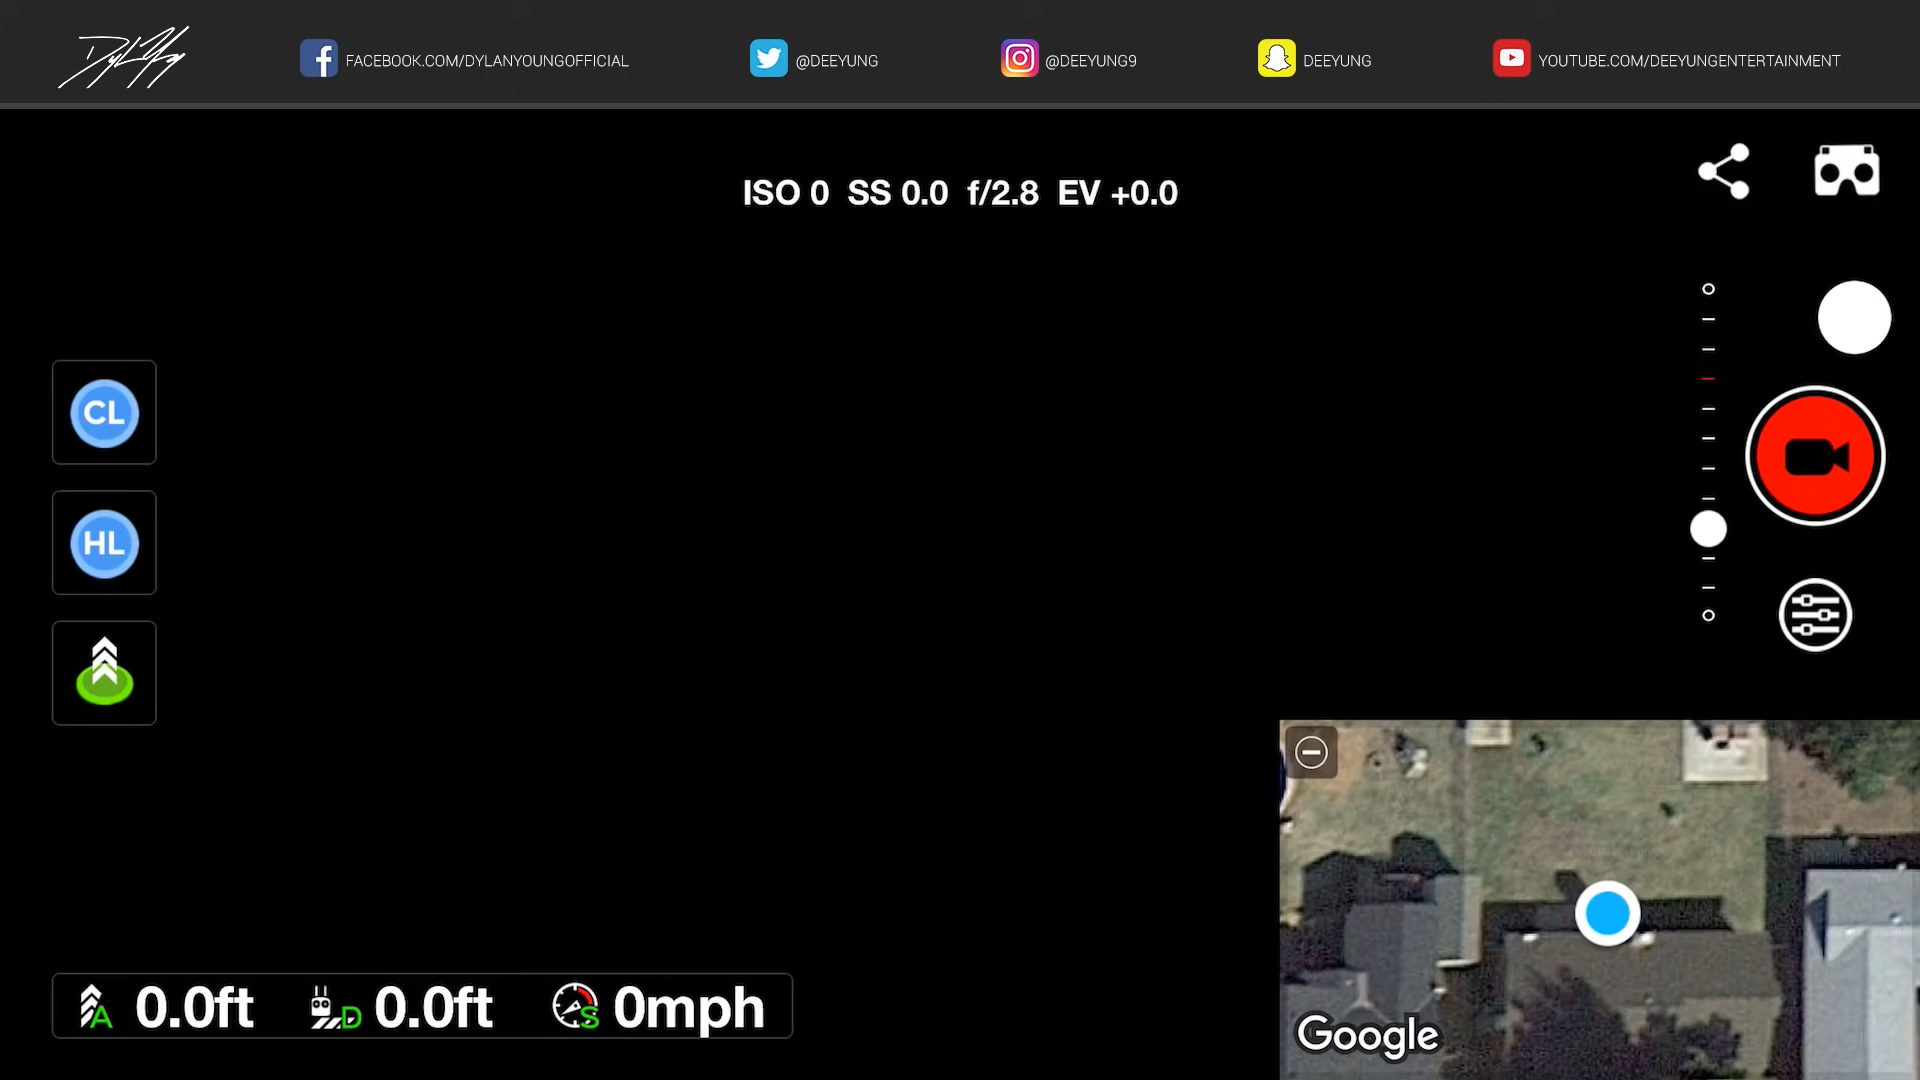 FACEBOOK.COM/DYLANYOUNGOFFICIAL @DEEYUNG @DEEYUNG9 DEEYUNG YOUTUBE.COM/DEEYUNGENTERTAINMENT
ISO 0 SS 0.0 f/2.8 EV +0.0
CL
HL
A 0.0ft D 0.0ft S 0mph
Google